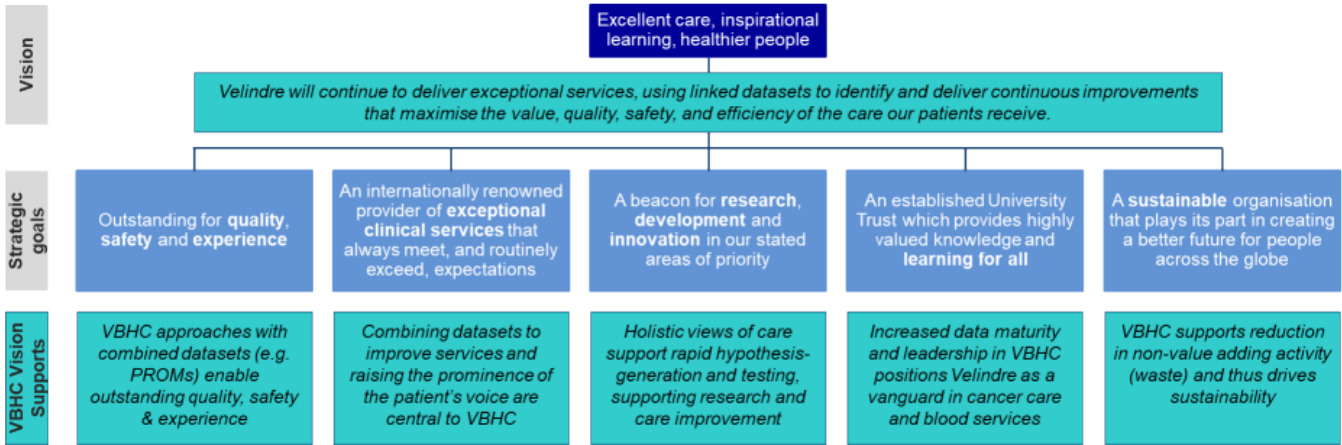 Vision
Excellent care, inspirational
learning, healthier people
Velindre will continue to deliver exceptional services, using linked datasets to identify and deliver continuous improvements
that maximise the value, quality, safety, and efficiency of the care our patients receive.
Strategic
goals
Outstanding for quality,
safety and experience
An internationally renowned
provider of exceptional
clinical services that
always meet, and routinely
exceed, expectations
A beacon for research,
development and
innovation in our stated
areas of priority
An established University
Trust which provides highly
valued knowledge and
learning for all
A sustainable organisation
that plays its part in creating
a better future for people
across the globe
VBHC Vision
Supports
VBHC approaches with
combined datasets (e.g.
PROMs) enable
outstanding quality, safety
& experience
Combining datasets to
improve services and
raising the prominence of
the patient's voice are
central to VBHC
Holistic views of care
support rapid hypothesis-
generation and testing,
supporting research and
care improvement
Increased data maturity
and leadership in VBHC
positions Velindre as a
vanguard in cancer care
and blood services
VBHC supports reduction
in non-value adding activity
(waste) and thus drives
sustainability